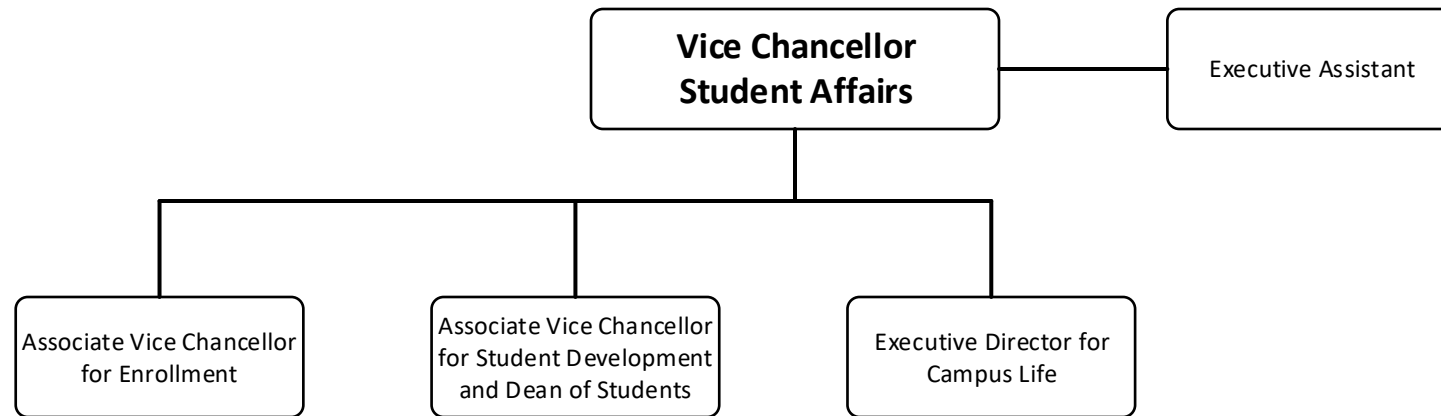 Vice Chancellor
Student Affairs
Executive Assistant
Associate Vice Chancellor
for Enrollment
Associate Vice Chancellor
for Student Development
and Dean of Students
Executive Director for
Campus Life